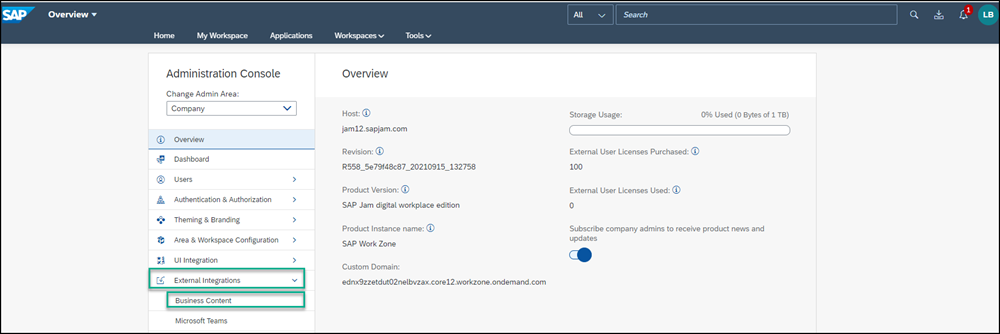 SAP Overview All Search 1 LB
Home My Workspace Applications Workspaces Tools
Administration Console
Change Admin Area:
Company
Overview
Dashboard
Users
Authentication & Authorization
Theming & Branding
Area & Workspace Configuration
UI Integration
External Integrations
Business Content
Microsoft Teams
Overview
Host:
jam12.sapjam.com
Revision:
R558_5e79f48c87_20210915_132758
Product Version:
SAP Jam digital workplace edition
Product Instance name:
SAP Work Zone
Custom Domain:
ednx9zzetdut02nelbvzax.core12.workzone.ondemand.com
Storage Usage: 0% Used (0 Bytes of 1 TB)
External User Licenses Purchased:
100
External User Licenses Used:
0
Subscribe company admins to receive product news and
updates